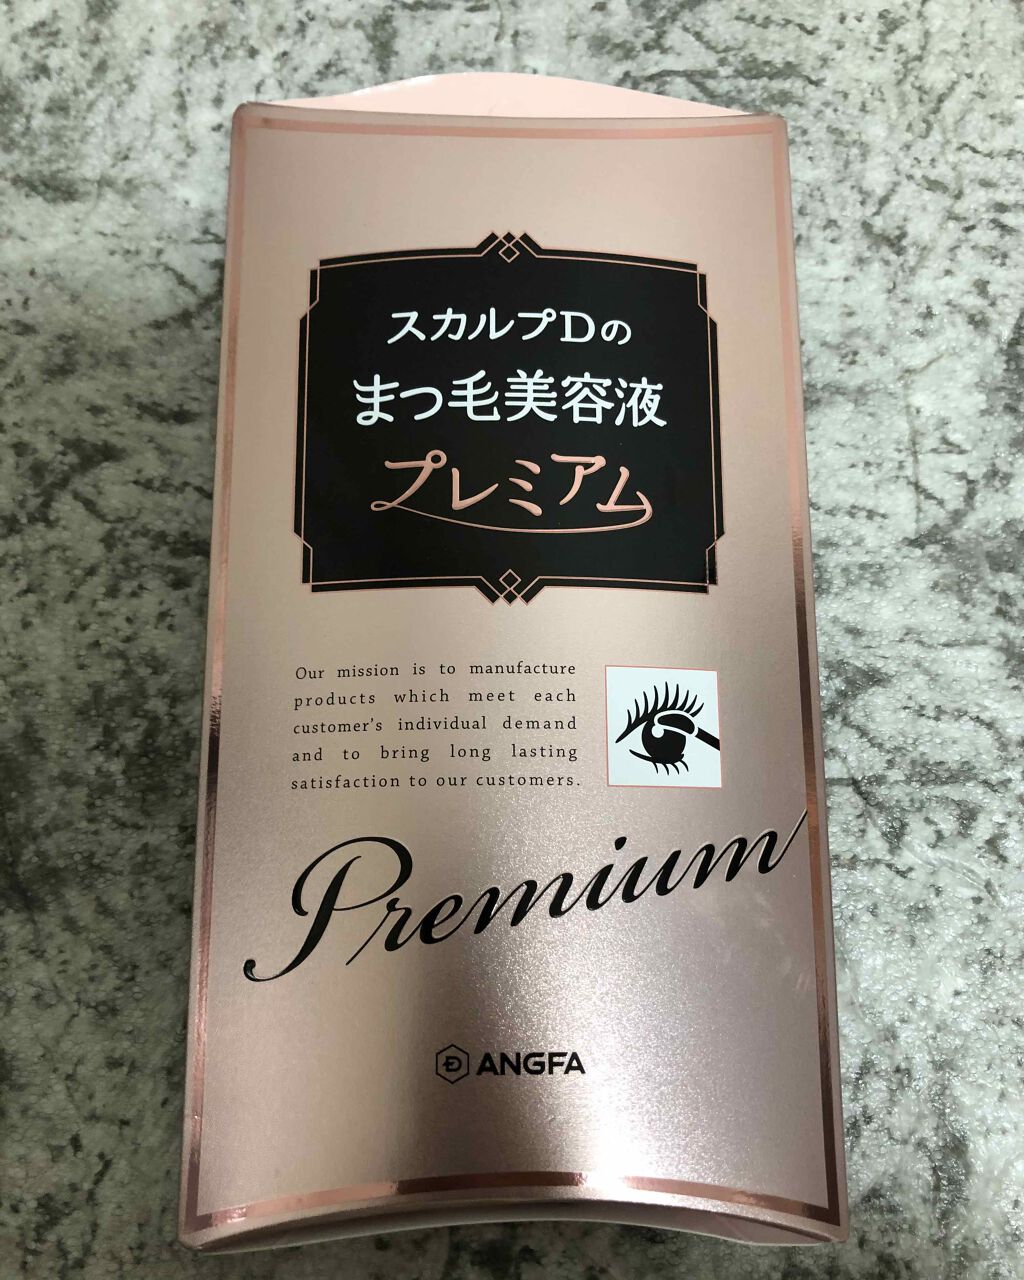 スカルプDの
まつ毛美容液
プレミアム
Our mission is to manufacture
products which meet each
customer's individual demand
and to bring long lasting
satisfaction to our customers.
Premium
ANGFA